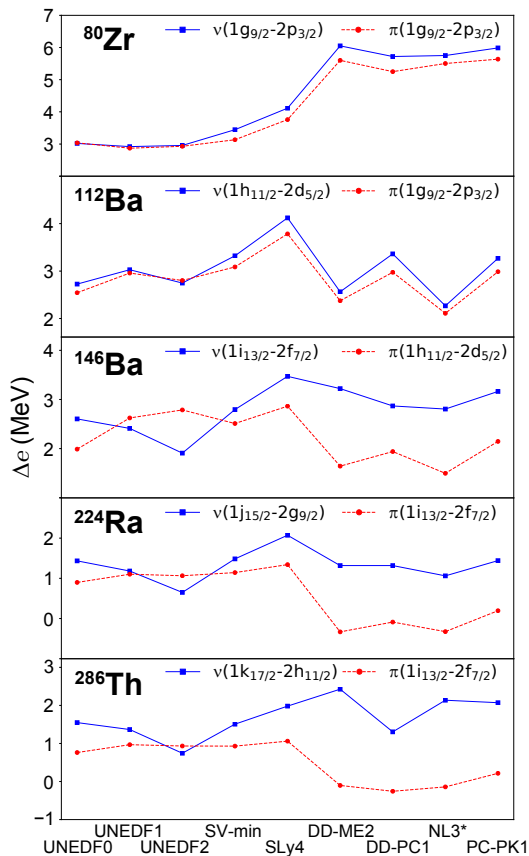 ⁸⁰Zr
ν(1g₉/₂-2p₃/₂) π(1g₉/₂-2p₃/₂)
7
6
5
4
3
¹¹²Ba
ν(1h₁₁/₂-2d₅/₂) π(1g₉/₂-2p₃/₂)
4
3
2
¹⁴⁶Ba
ν(1i₁₃/₂-2f₇/₂) π(1h₁₁/₂-2d₅/₂)
4
3
2
Δe (MeV)
²²⁴Ra
ν(1j₁₅/₂-2g₉/₂) π(1i₁₃/₂-2f₇/₂)
2
1
0
²⁸⁶Th
ν(1k₁₇/₂-2h₁₁/₂) π(1i₁₃/₂-2f₇/₂)
3
2
1
0
−1
UNEDF1 SV-min DD-ME2 NL3*
UNEDF0 UNEDF2 SLy4 DD-PC1 PC-PK1